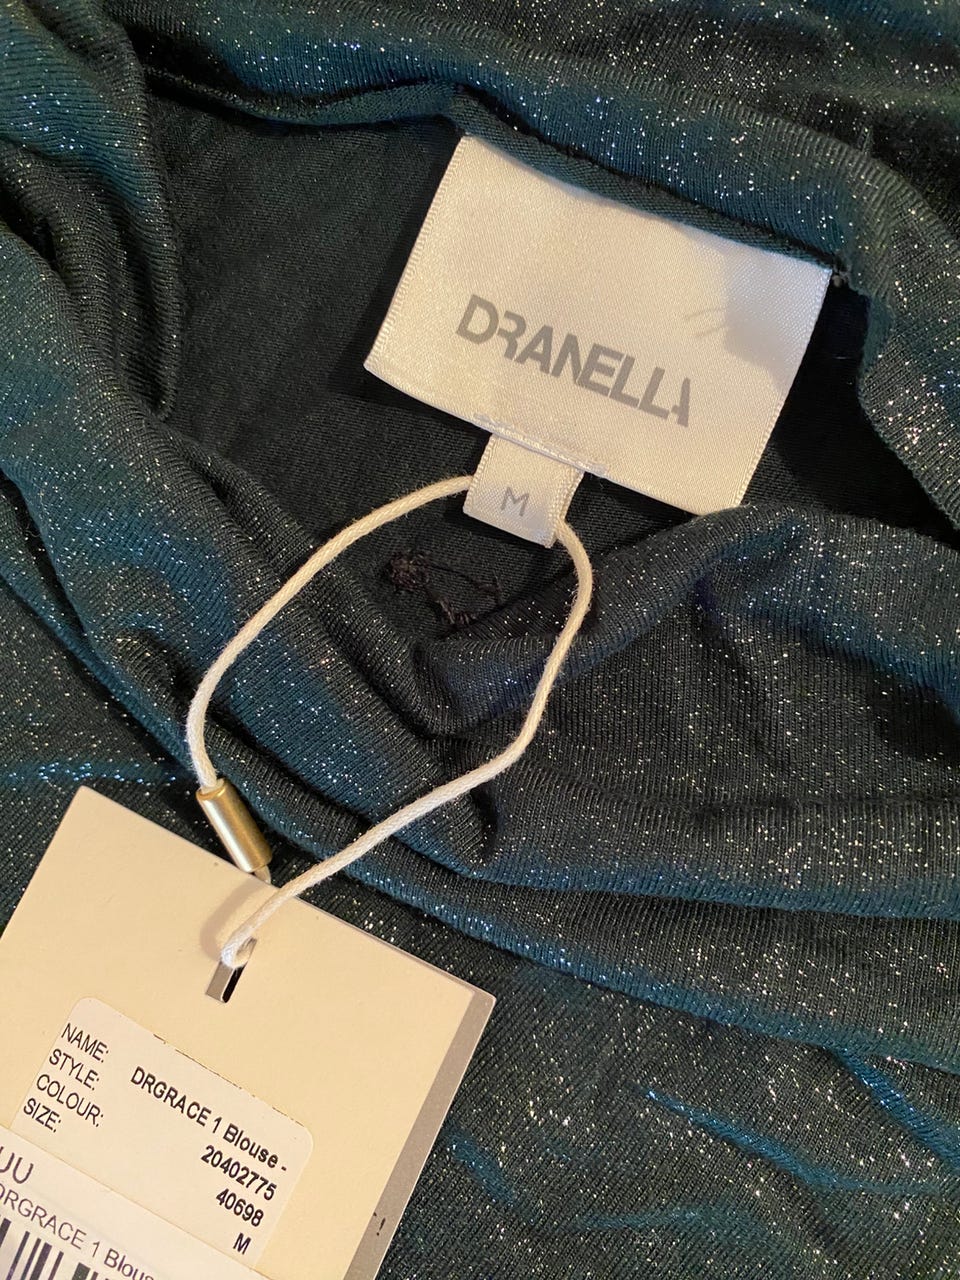 DRANELLA
M
NAME: DRGRACE 1 Blouse -
STYLE: 20402775
COLOUR: 40698
SIZE: M
DRGRACE 1 Blous